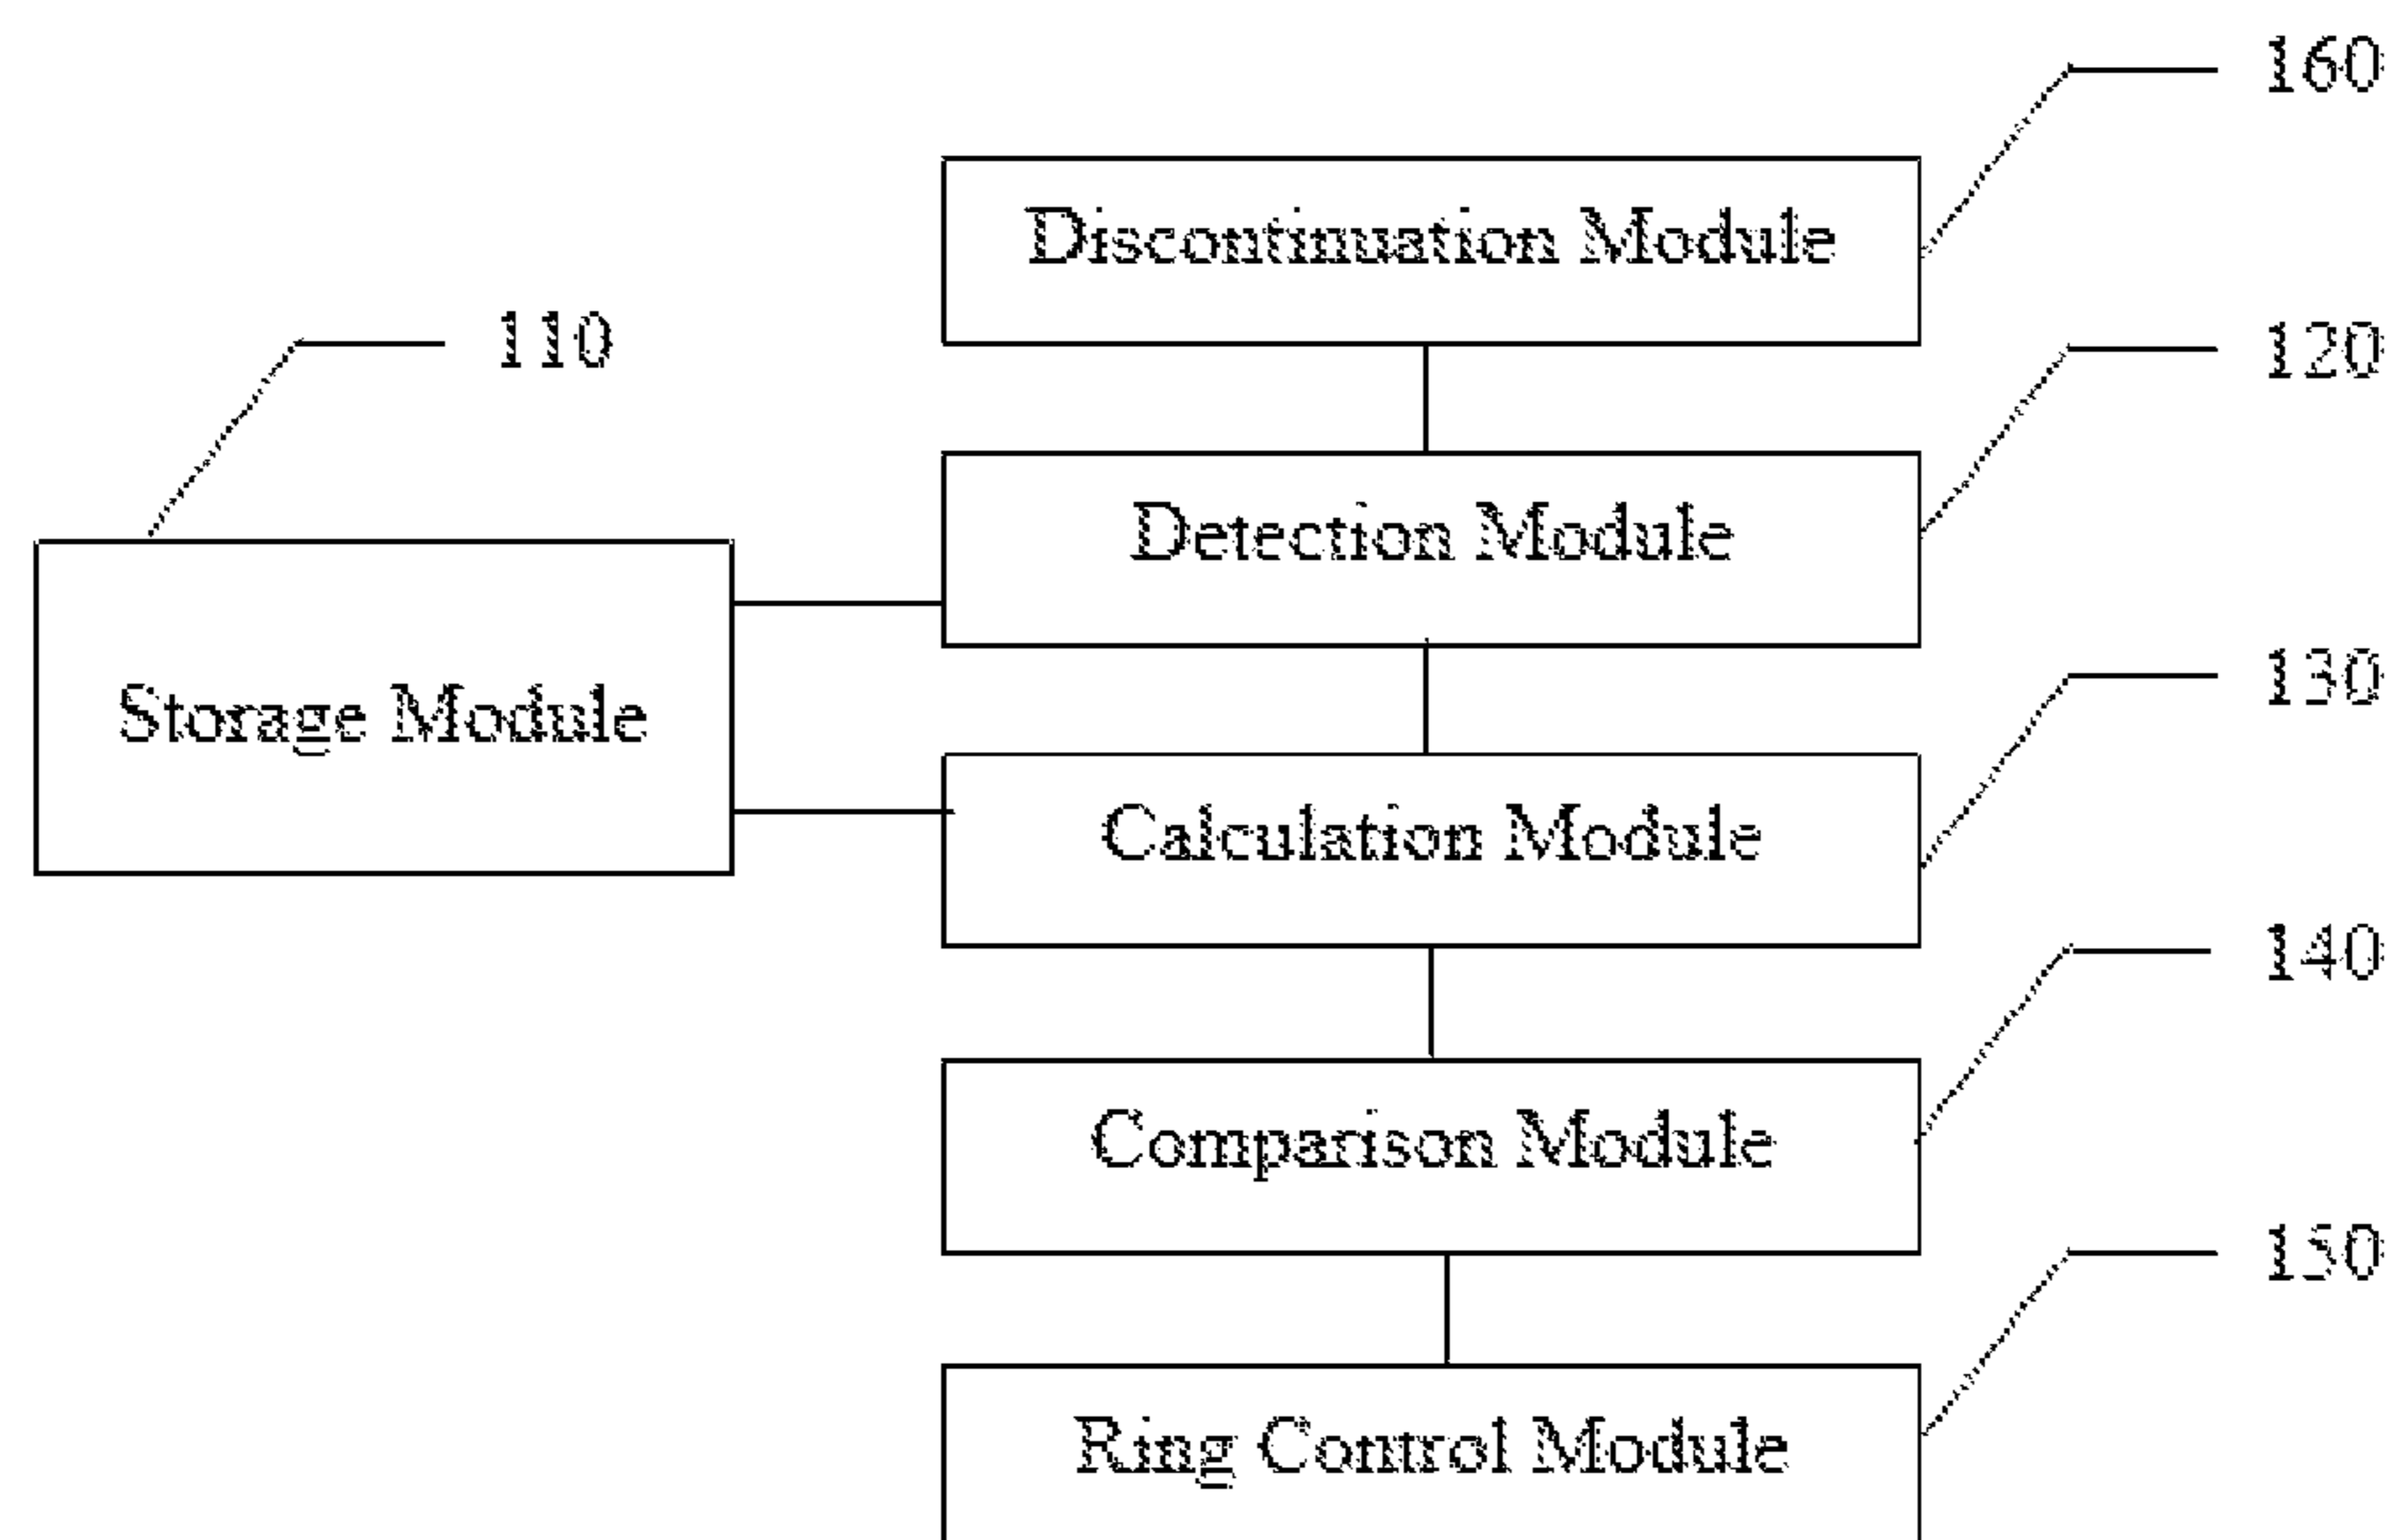 160
Discontinuation Module
110
120
Detection Module
Storage Module
130
Calculation Module
140
Comparison Module
150
Ring Control Module